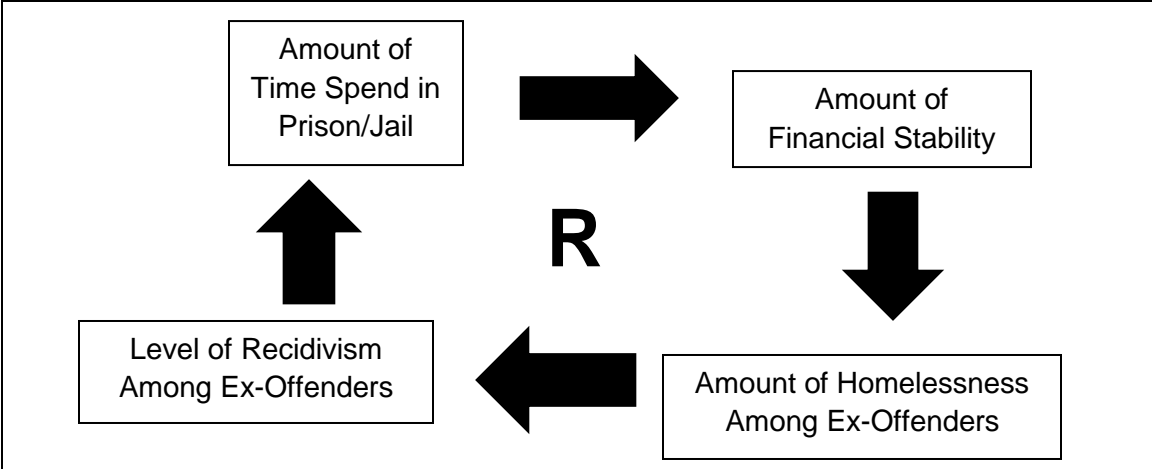 Amount of
Time Spend in
Prison/Jail
Amount of
Financial Stability
R
Level of Recidivism
Among Ex-Offenders
Amount of Homelessness
Among Ex-Offenders